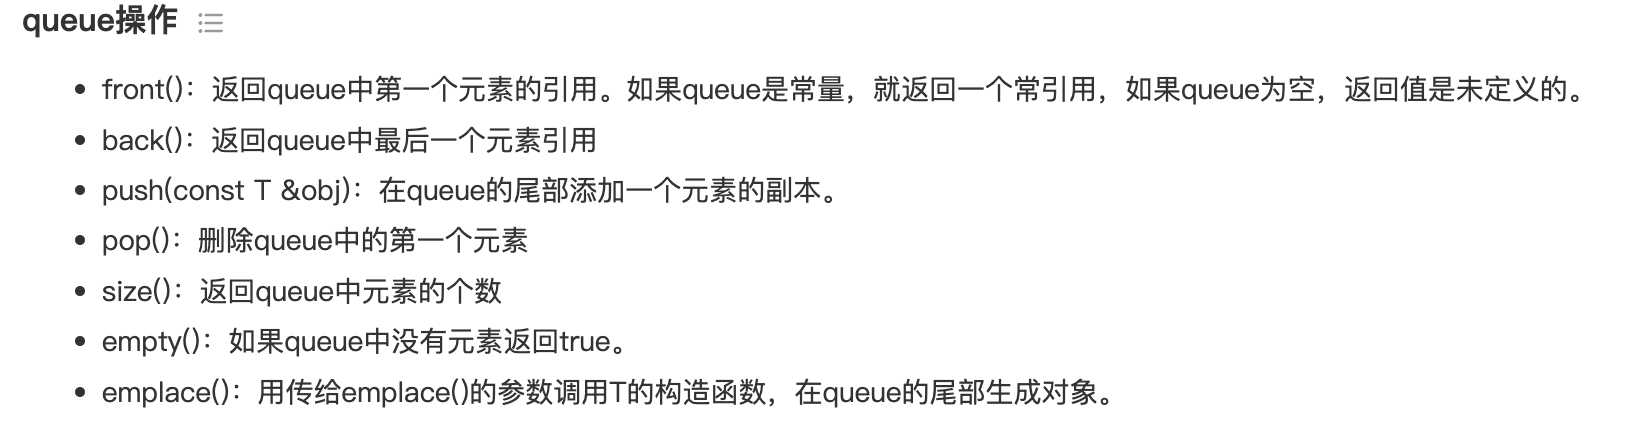 queue操作
front()：返回queue中第一个元素的引用。如果queue是常量，就返回一个常引用，如果queue为空，返回值是未定义的。
back()：返回queue中最后一个元素引用
push(const T &obj)：在queue的尾部添加一个元素的副本。
pop()：删除queue中的第一个元素
size()：返回queue中元素的个数
empty()：如果queue中没有元素返回true。
emplace()：用传给emplace()的参数调用T的构造函数，在queue的尾部生成对象。